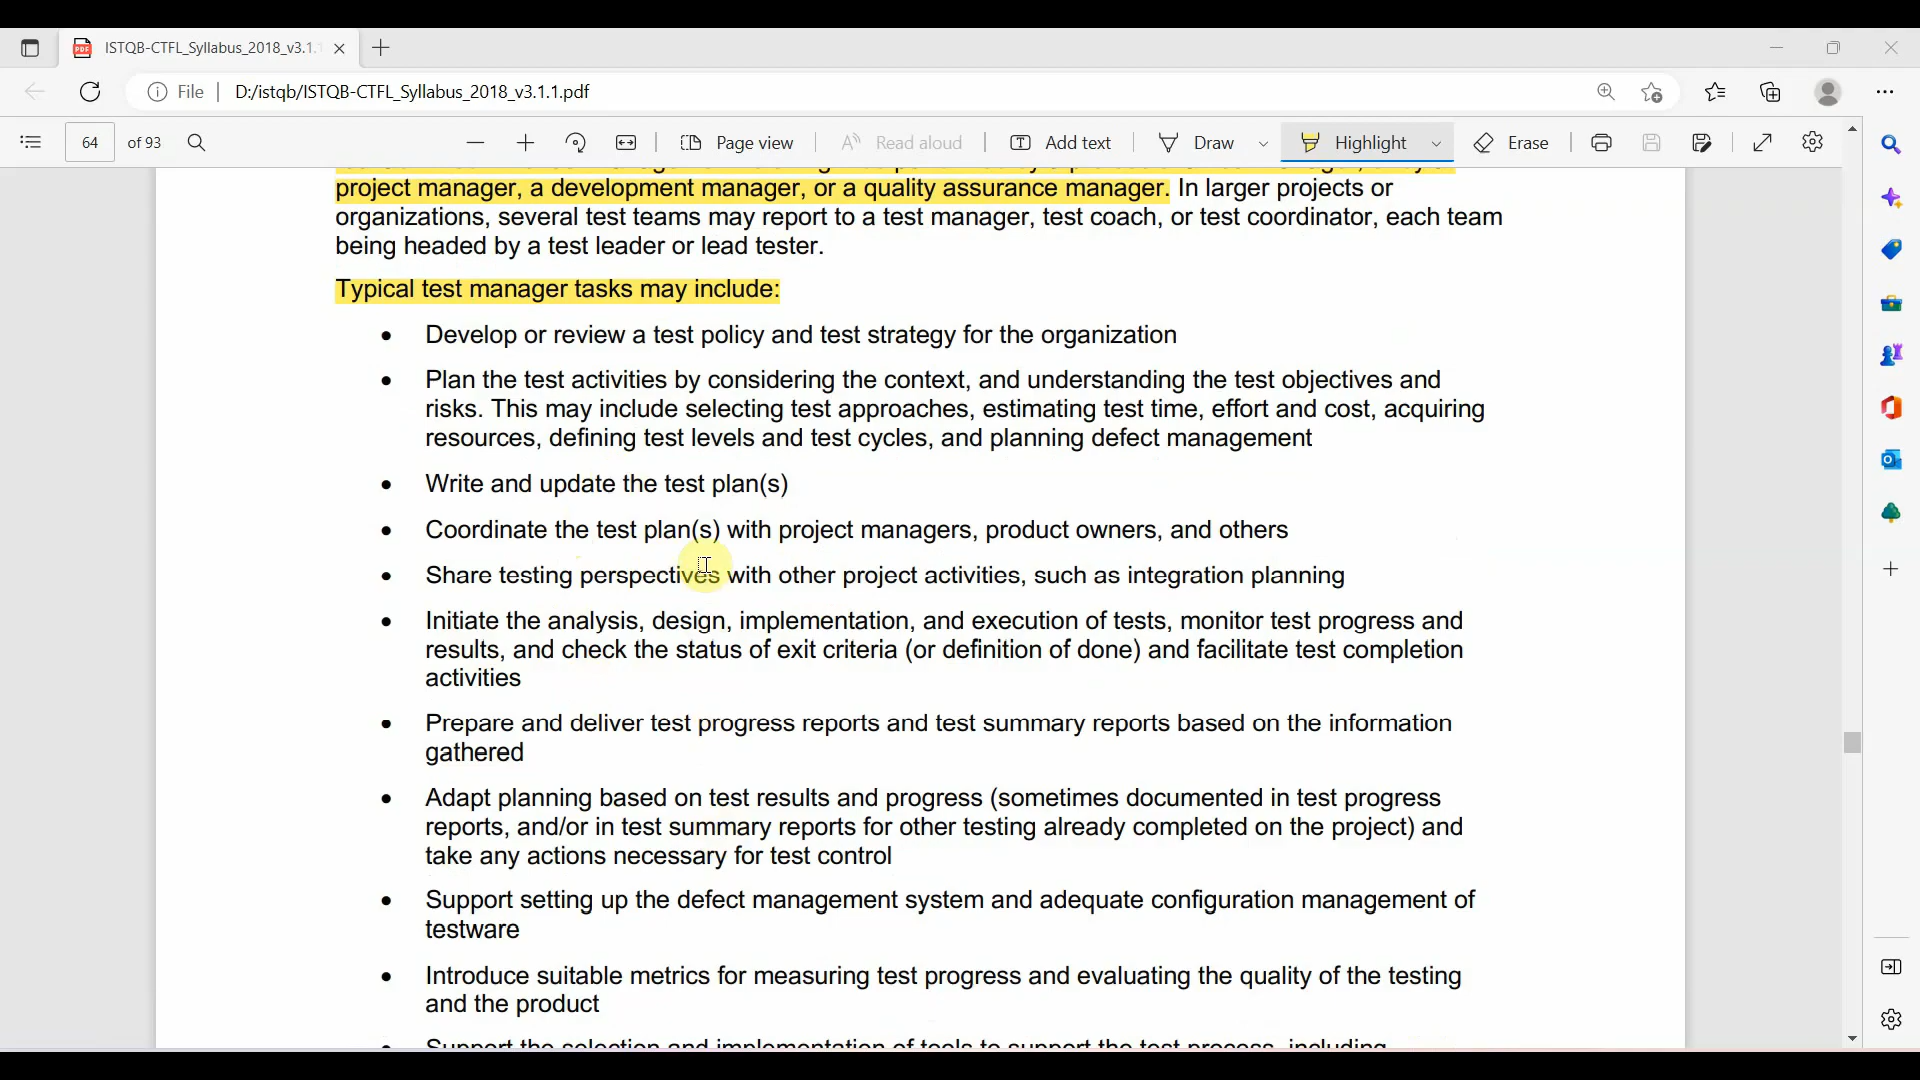 ISTQB-CTFL_Syllabus_2018_v3.1.
File
D:/istqb/ISTQB-CTFL_Syllabus_2018_v3.1.1.pdf
64 of 93
Page view
Read aloud
Add text
Draw
Highlight
Erase
project manager, a development manager, or a quality assurance manager. In larger projects or
organizations, several test teams may report to a test manager, test coach, or test coordinator, each team
being headed by a test leader or lead tester.
Typical test manager tasks may include:
• Develop or review a test policy and test strategy for the organization
• Plan the test activities by considering the context, and understanding the test objectives and
risks. This may include selecting test approaches, estimating test time, effort and cost, acquiring
resources, defining test levels and test cycles, and planning defect management
• Write and update the test plan(s)
• Coordinate the test plan(s) with project managers, product owners, and others
• Share testing perspectives with other project activities, such as integration planning
• Initiate the analysis, design, implementation, and execution of tests, monitor test progress and
results, and check the status of exit criteria (or definition of done) and facilitate test completion
activities
• Prepare and deliver test progress reports and test summary reports based on the information
gathered
• Adapt planning based on test results and progress (sometimes documented in test progress
reports, and/or in test summary reports for other testing already completed on the project) and
take any actions necessary for test control
• Support setting up the defect management system and adequate configuration management of
testware
• Introduce suitable metrics for measuring test progress and evaluating the quality of the testing
and the product
• Support the selection and implementation of tools to support the test process, including